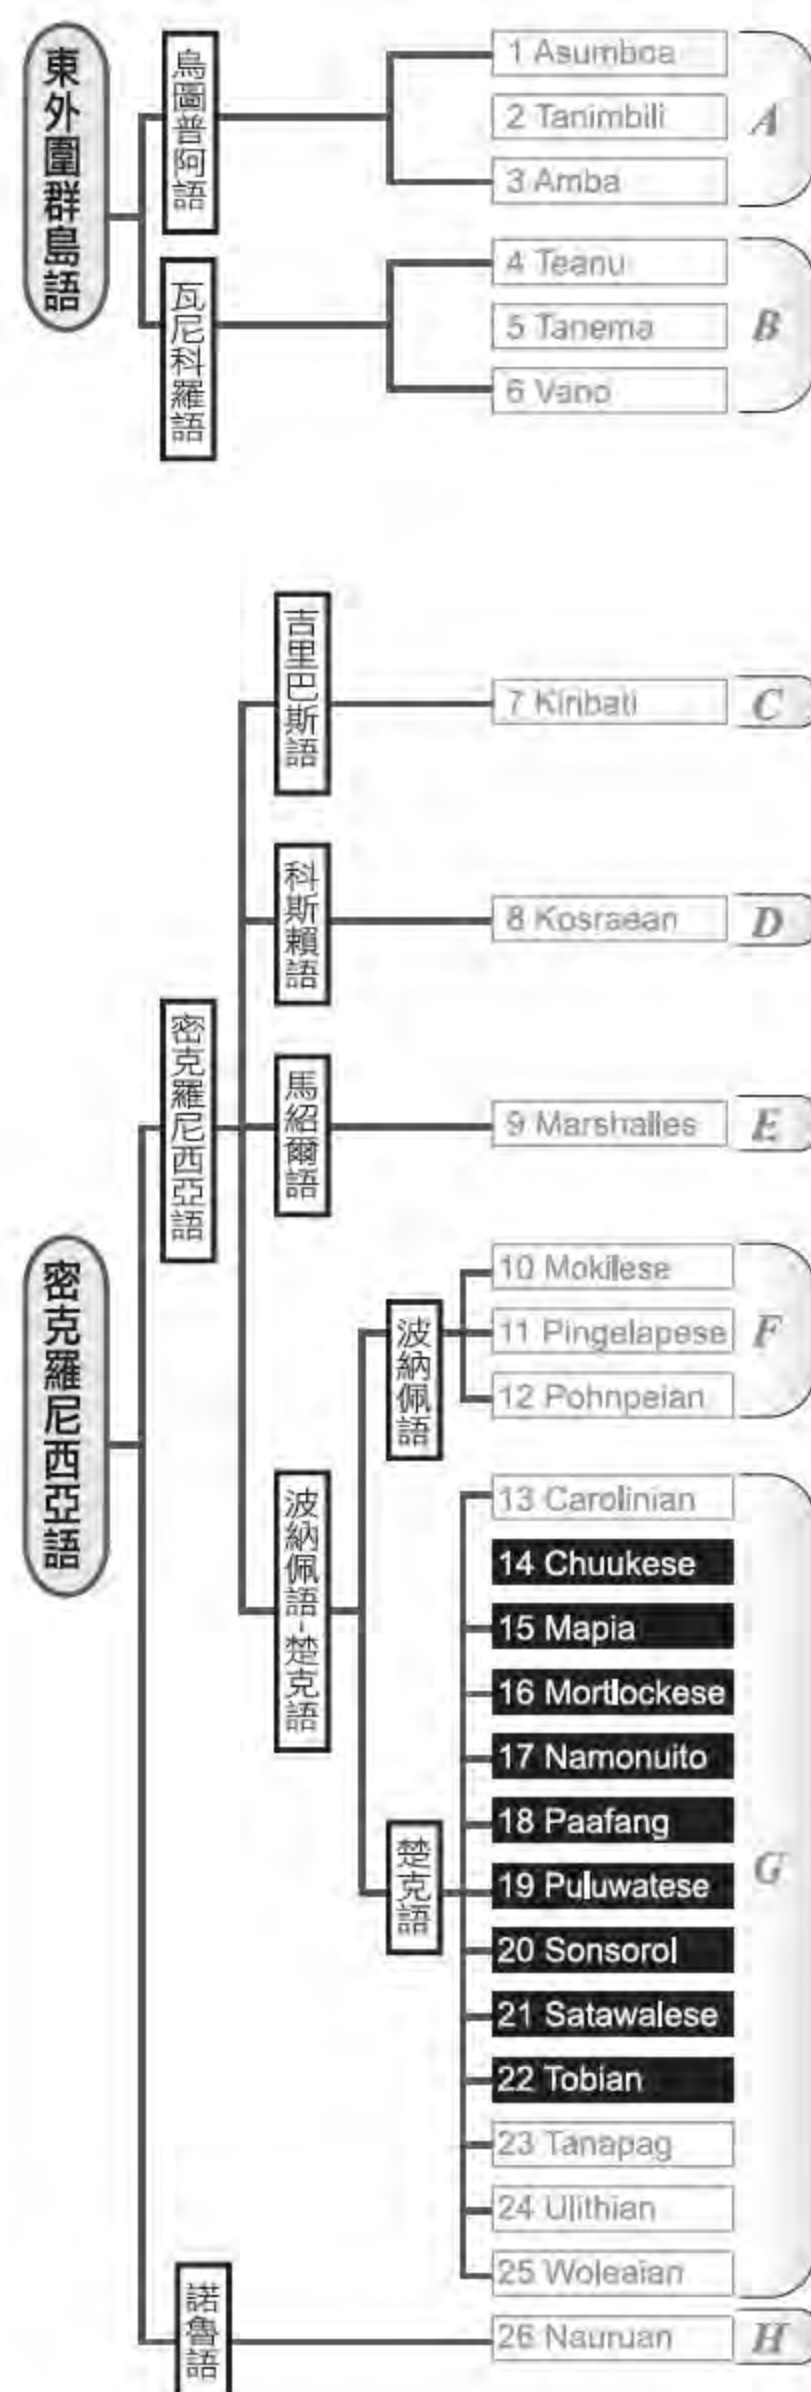 東外圍群島語
烏圖普阿語
1 Asumboa
2 Tanimbili
3 Amba
A
瓦尼科羅語
4 Teanu
5 Tanema
6 Vano
B
密克羅尼西亞語
密克羅尼西亞語
吉里巴斯語
7 Kiribati
C
科斯賴語
8 Kosraean
D
馬紹爾語
9 Marshalles
E
波納佩語-楚克語
波納佩語
10 Mokilese
11 Pingelapese
12 Pohnpeian
F
楚克語
13 Carolinian
14 Chuukese
15 Mapia
16 Mortlockese
17 Namonuito
18 Paafang
19 Puluwatese
20 Sonsorol
21 Satawalese
22 Tobian
23 Tanapag
24 Ulithian
25 Woleaian
G
諾魯語
26 Nauruan
H